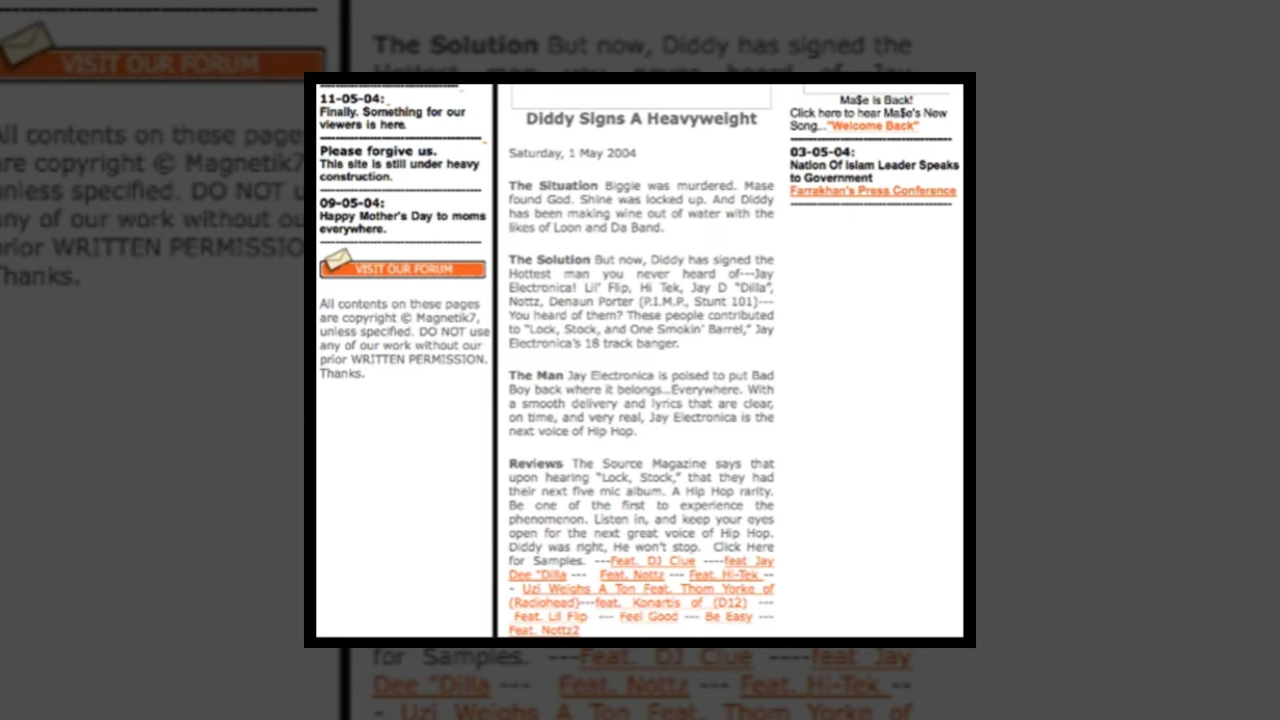 11-05-04:
Finally. Something for our
viewers is here.
Please forgive us.
This site is still under heavy
construction.
09-05-04:
Happy Mother's Day to moms
everywhere.
VISIT OUR FORUM
All contents on these pages
are copyright © Magnetik7,
unless specified. DO NOT use
any of our work without our
prior WRITTEN PERMISSION.
Thanks.
Diddy Signs A Heavyweight
Saturday, 1 May 2004
The Situation Biggie was murdered. Mase
found God. Shine was locked up. And Diddy
has been making wine out of water with the
likes of Loon and Da Band.
The Solution But now, Diddy has signed the
Hottest man you never heard of---Jay
Electronica! Lil' Flip, Hi Tek, Jay D "Dilla",
Nottz, Denaun Porter (P.I.M.P., Stunt 101)---
You heard of them? These people contributed
to "Lock, Stock, and One Smokin' Barrel," Jay
Electronica's 18 track banger.
The Man Jay Electronica is poised to put Bad
Boy back where it belongs...Everywhere. With
a smooth delivery and lyrics that are clear,
on time, and very real, Jay Electronica is the
next voice of Hip Hop.
Reviews The Source Magazine says that
upon hearing "Lock, Stock," that they had
their next five mic album. A Hip Hop rarity.
Be one of the first to experience the
phenomenon. Listen in, and keep your eyes
open for the next great voice of Hip Hop.
Diddy was right, He won't stop. Click Here
for Samples. ---Feat. DJ Clue ----feat Jay
Dee "Dilla --- Feat. Nottz --- Feat. Hi-Tek --
- Uzi Weighs A Ton Feat. Thom Yorke of
(Radiohead)---feat. Konartis of (D12) ---
Feat. Lil Flip --- Feel Good --- Be Easy ---
Feat. Nottz2
Ma$e Is Back!
Click here to hear Ma$e's New
Song..."Welcome Back"
03-05-04:
Nation Of Islam Leader Speaks
to Government
Farrakhan's Press Conference